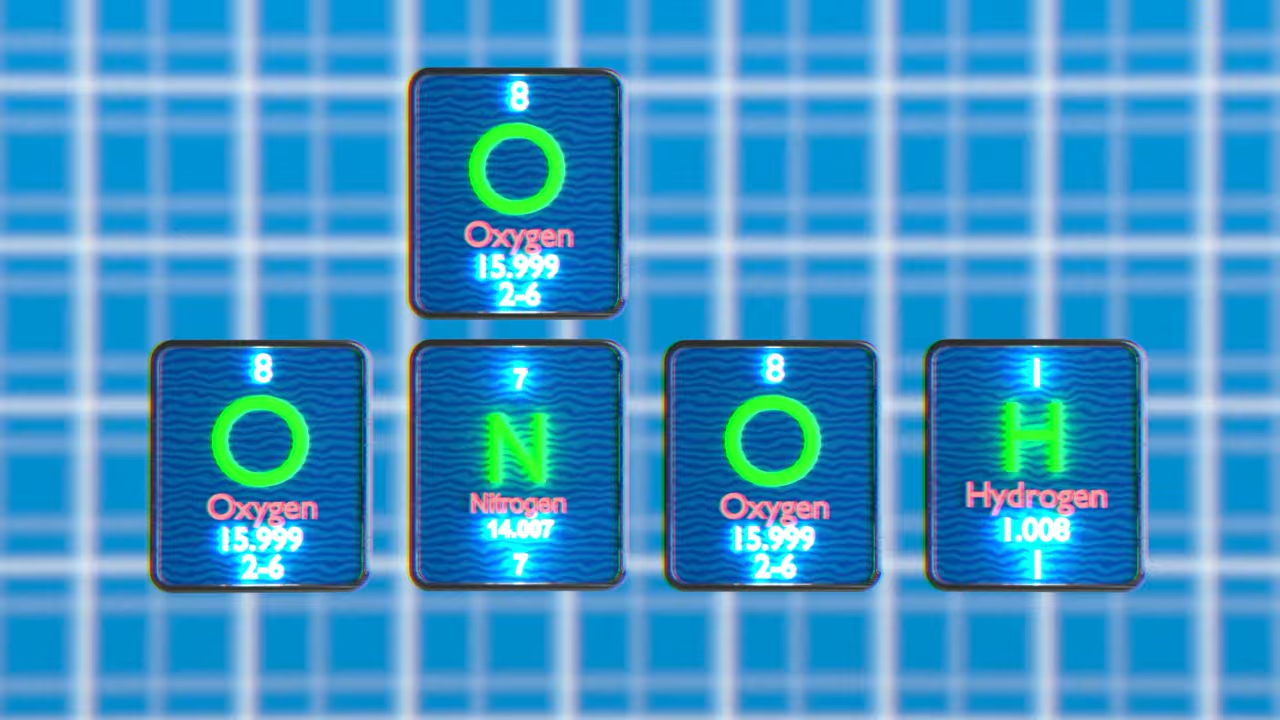 8
O
Oxygen
15.999
2-6
8
O
Oxygen
15.999
2-6
7
N
Nitrogen
14.007
7
8
O
Oxygen
15.999
2-6
1
H
Hydrogen
1.008
1